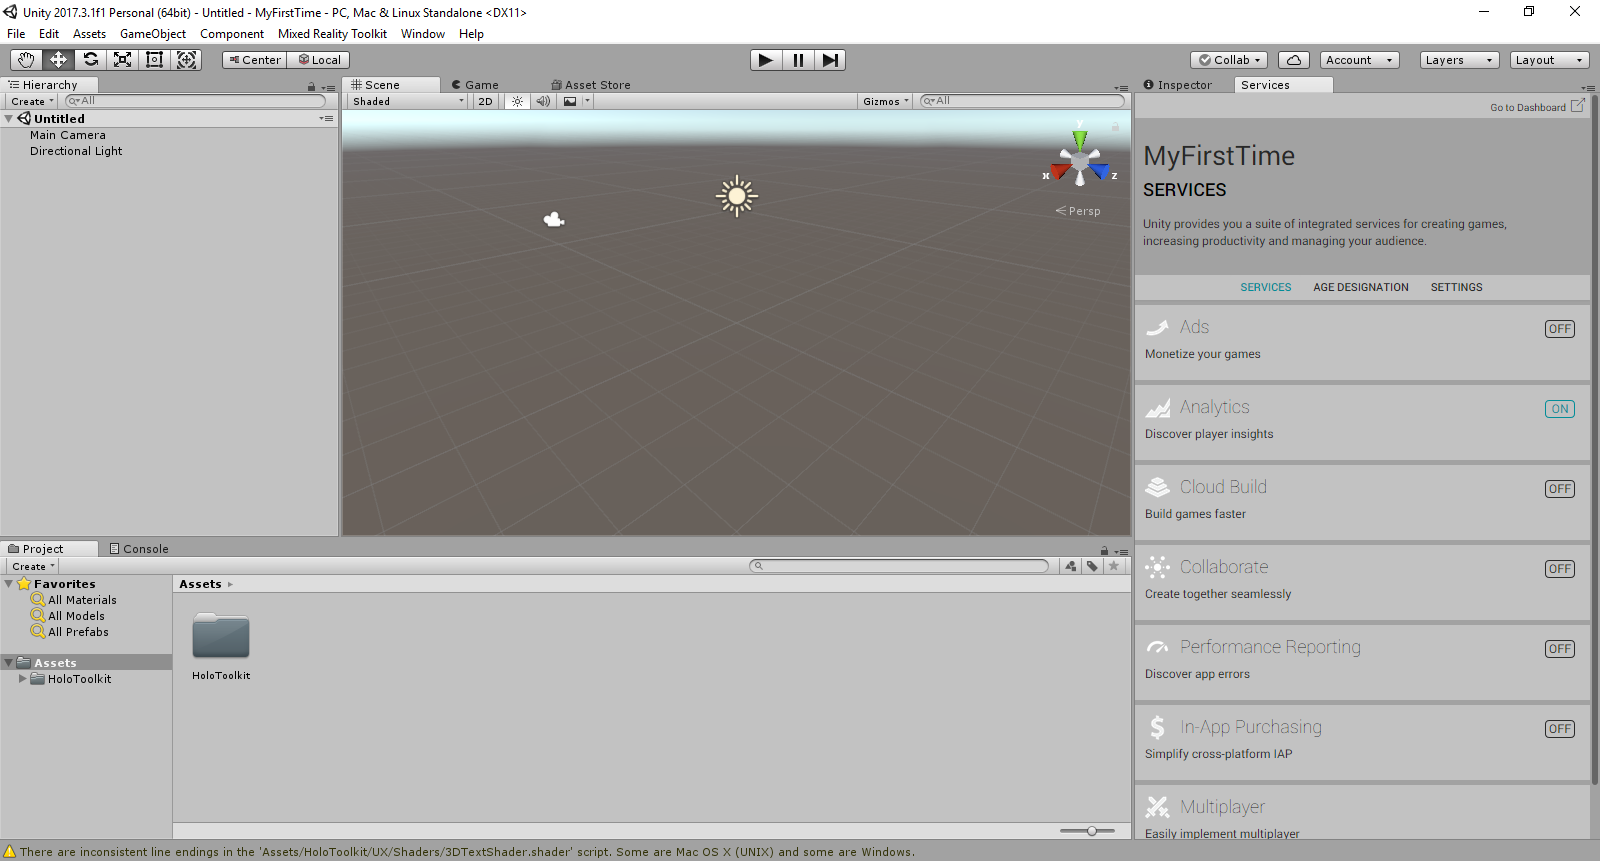 Unity 2017.3.1f1 Personal (64bit) - Untitled - MyFirstTime - PC, Mac & Linux Standalone <DX11>
File Edit Assets GameObject Component Mixed Reality Toolkit Window Help
Center Local Collab Account Layers Layout
Hierarchy
Create All
Untitled
Main Camera
Directional Light
Scene Game Asset Store
Shaded 2D Gizmos All
y
x z
Persp
Inspector Services
Go to Dashboard
MyFirstTime
SERVICES
Unity provides you a suite of integrated services for creating games,
increasing productivity and managing your audience.
SERVICES AGE DESIGNATION SETTINGS
Ads OFF
Monetize your games
Analytics ON
Discover player insights
Cloud Build OFF
Build games faster
Collaborate OFF
Create together seamlessly
Performance Reporting OFF
Discover app errors
In-App Purchasing OFF
Simplify cross-platform IAP
Multiplayer
Easily implement multiplayer
Project Console
Create
Favorites
All Materials
All Models
All Prefabs
Assets
HoloToolkit
Assets
HoloToolkit
There are inconsistent line endings in the 'Assets/HoloToolkit/UX/Shaders/3DTextShader.shader' script. Some are Mac OS X (UNIX) and some are Windows.